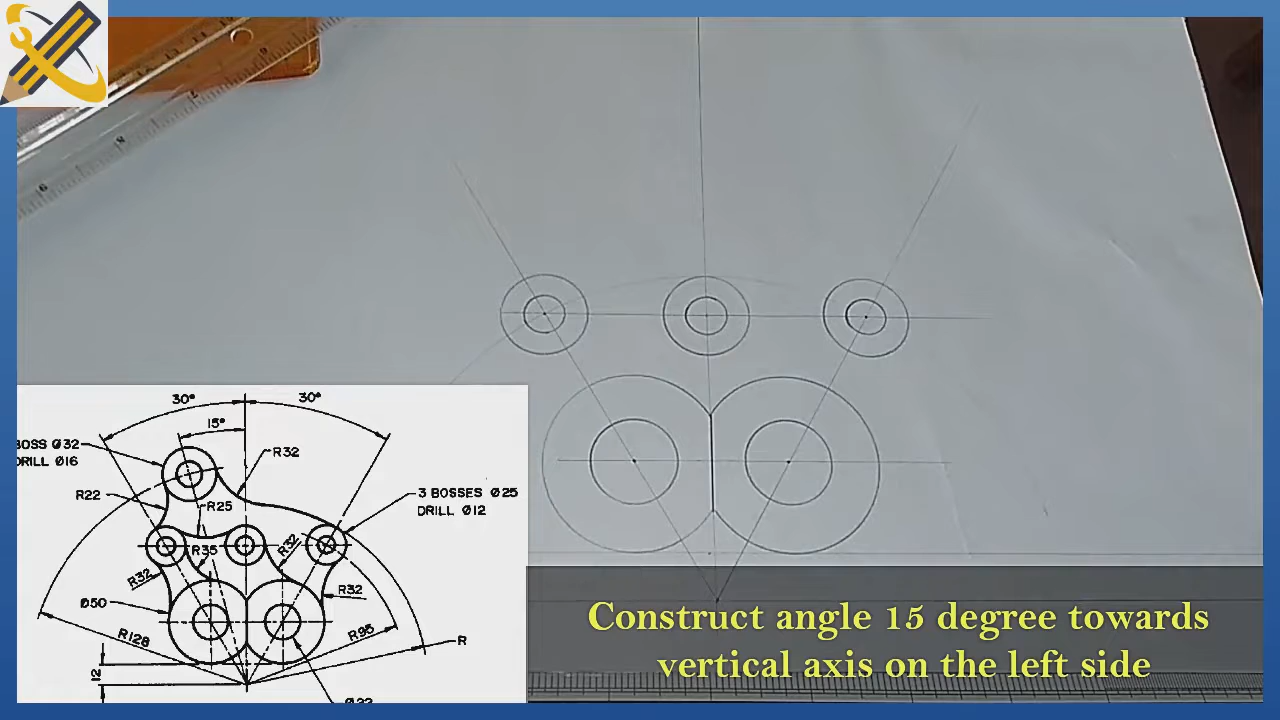 30°
30°
15°
BOSS Ø32
DRILL Ø16
R32
R22
R25
3 BOSSES Ø25
DRILL Ø12
R35
R32
R32
R32
Ø50
R128
R95
R
12
Construct angle 15 degree towards
vertical axis on the left side